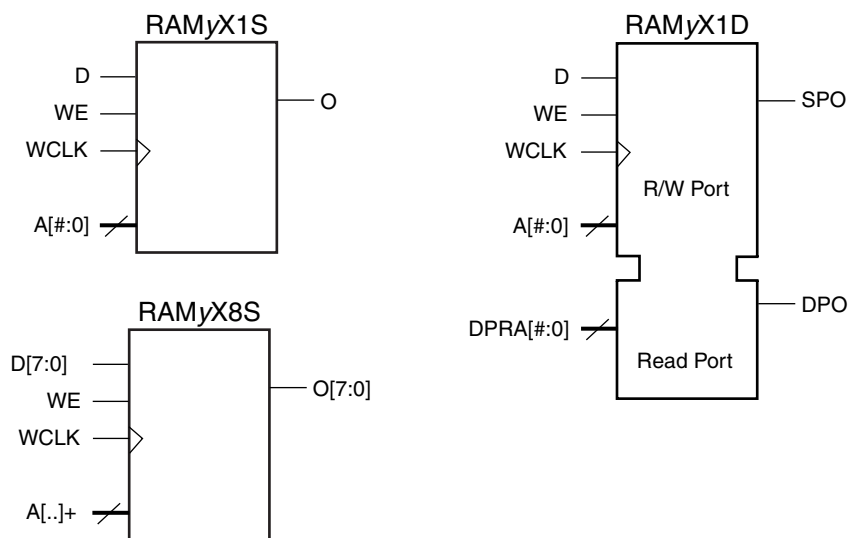 RAMyX1S
D
WE
WCLK
A[#:0]
O
RAMyX8S
D[7:0]
WE
WCLK
A[..]+
O[7:0]
RAMyX1D
D
WE
WCLK
A[#:0]
DPRA[#:0]
SPO
R/W Port
DPO
Read Port